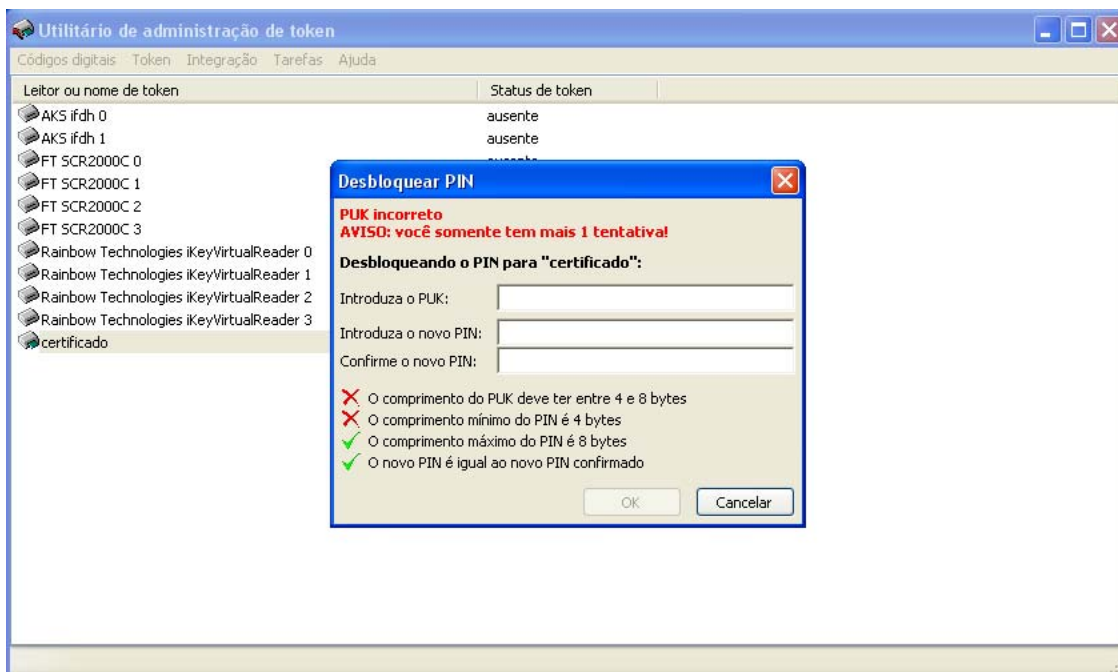 Utilitário de administração de token
Códigos digitais Token Integração Tarefas Ajuda
Leitor ou nome de token Status de token
AKS ifdh 0 ausente
AKS ifdh 1 ausente
FT SCR2000C 0
FT SCR2000C 1
FT SCR2000C 2
FT SCR2000C 3
Rainbow Technologies iKeyVirtualReader 0
Rainbow Technologies iKeyVirtualReader 1
Rainbow Technologies iKeyVirtualReader 2
Rainbow Technologies iKeyVirtualReader 3
certificado
Desbloquear PIN
PUK incorreto
AVISO: você somente tem mais 1 tentativa!
Desbloqueando o PIN para "certificado":
Introduza o PUK:
Introduza o novo PIN:
Confirme o novo PIN:
O comprimento do PUK deve ter entre 4 e 8 bytes
O comprimento mínimo do PIN é 4 bytes
O comprimento máximo do PIN é 8 bytes
O novo PIN é igual ao novo PIN confirmado
OK Cancelar